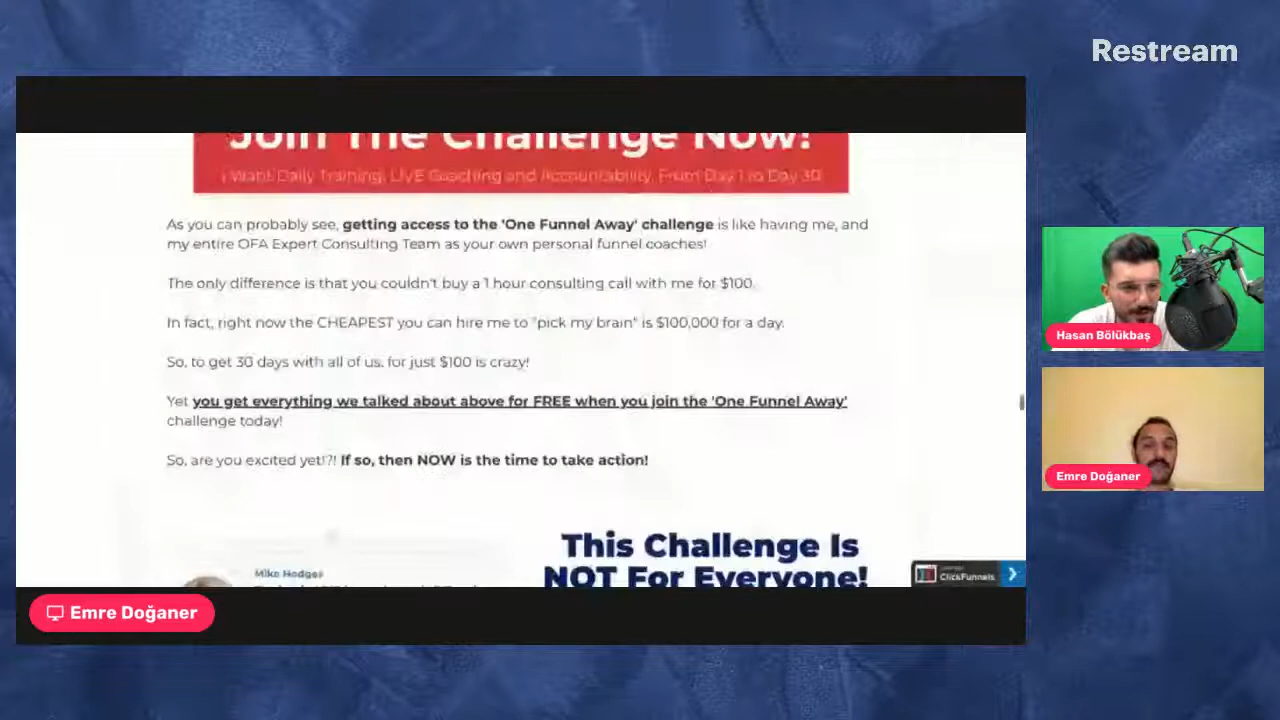 Restream
Join The Challenge Now!
I Want Daily Training, LIVE Coaching and Accountability, From Day 1 to Day 30
As you can probably see, getting access to the 'One Funnel Away' challenge is like having me, and
my entire OFA Expert Consulting Team as your own personal funnel coaches!
The only difference is that you couldn't buy a 1 hour consulting call with me for $100.
In fact, right now the CHEAPEST you can hire me to "pick my brain" is $100,000 for a day.
So, to get 30 days with all of us, for just $100 is crazy!
Yet you get everything we talked about above for FREE when you join the 'One Funnel Away'
challenge today!
So, are you excited yet!?! If so, then NOW is the time to take action!
This Challenge Is
NOT For Everyone!
Mike Hodges
ClickFunnels
Emre Doğaner
Hasan Bölükbaş
Emre Doğaner